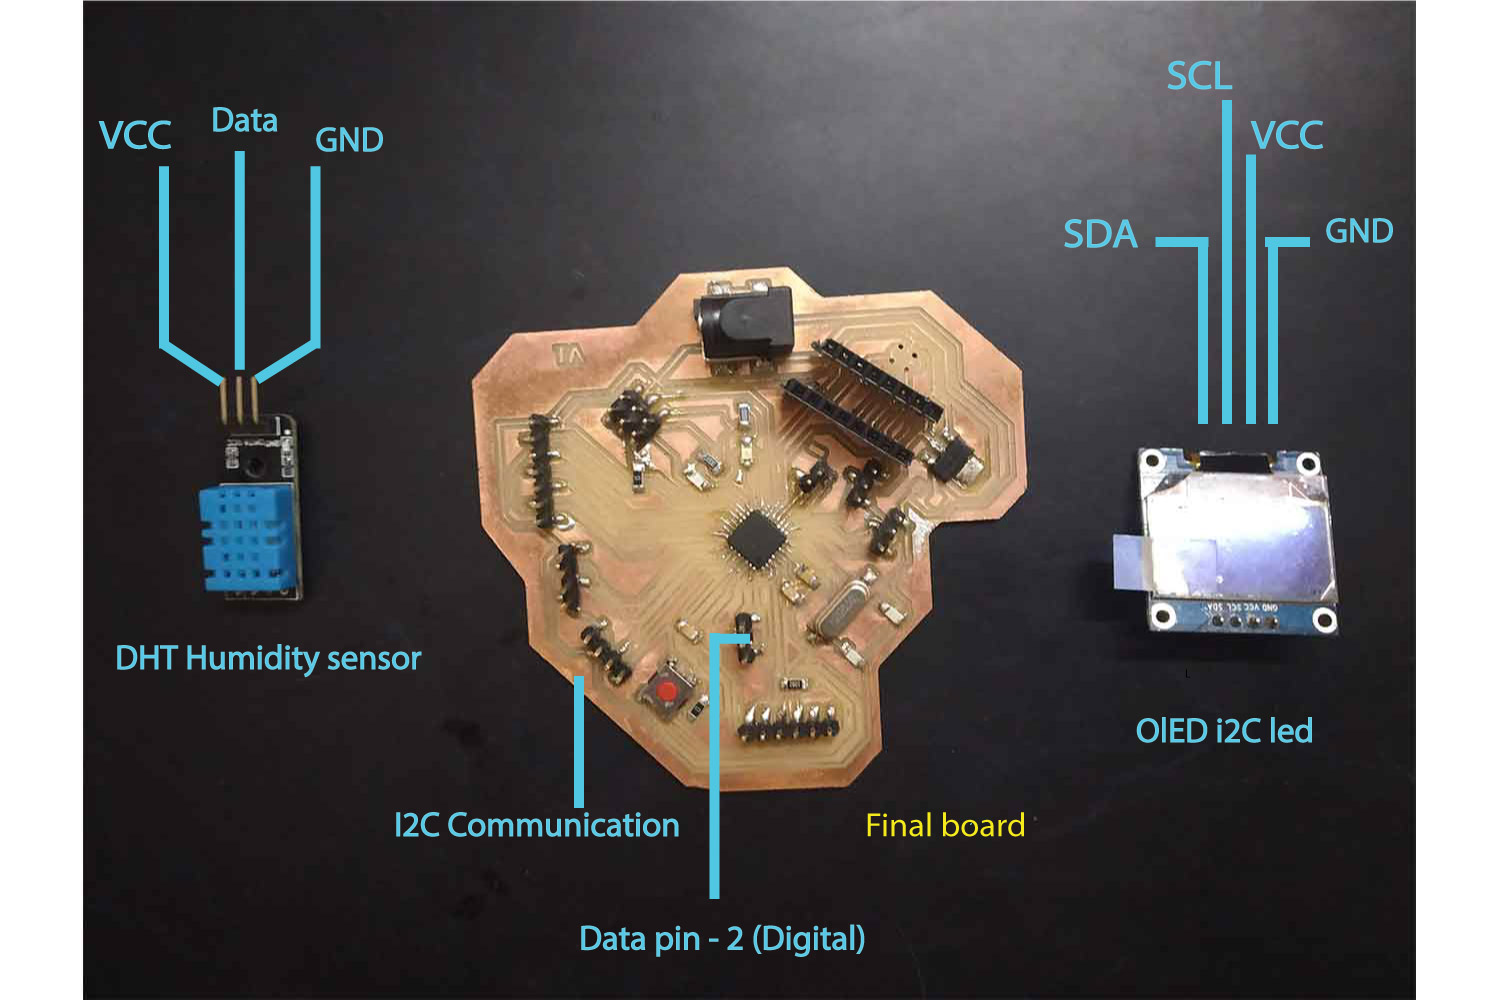 SCL
VCC
Data
GND
VCC
SDA
GND
DHT Humidity sensor
GND VCC SCL SDA
OlED i2C led
I2C Communication
Final board
Data pin - 2 (Digital)